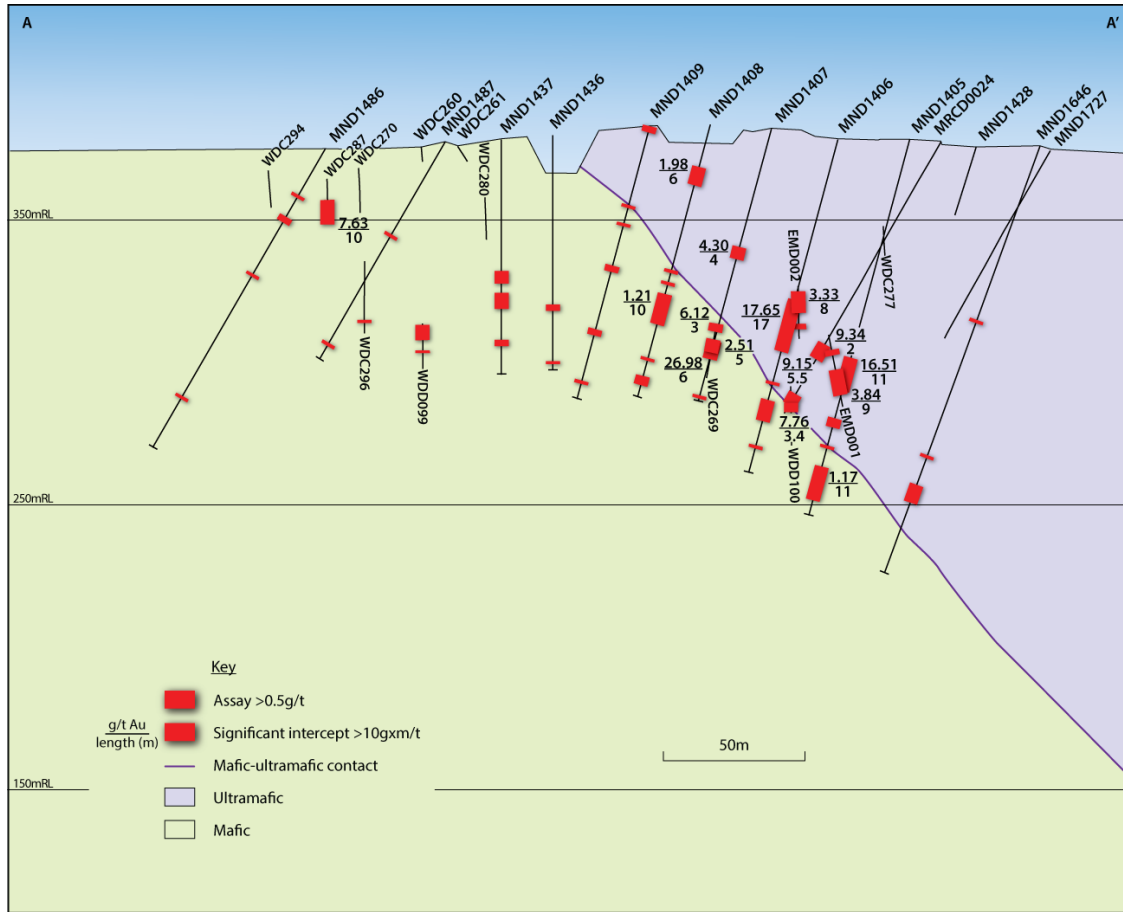 A
A'
MND1486
WDC260
MND1487
WDC261
MND1437
MND1436
MND1409
MND1408
MND1407
MND1406
MND1405
MRCD0024
MND1428
MND1646
MND1727
WDC294
WDC287
WDC270
WDC280
350mRL
7.63
10
1.98
6
4.30
4
EMD002
WDC277
3.33
8
1.21
10
17.65
17
6.12
3
2.51
5
9.34
2
16.51
11
9.15
5.5
26.98
6
3.84
9
WDC296
WDD099
WDC269
7.76
3.4
EMD001
WDD100
1.17
11
250mRL
Key
Assay >0.5g/t
g/t Au
length (m)
Significant intercept >10gxm/t
Mafic-ultramafic contact
50m
150mRL
Ultramafic
Mafic